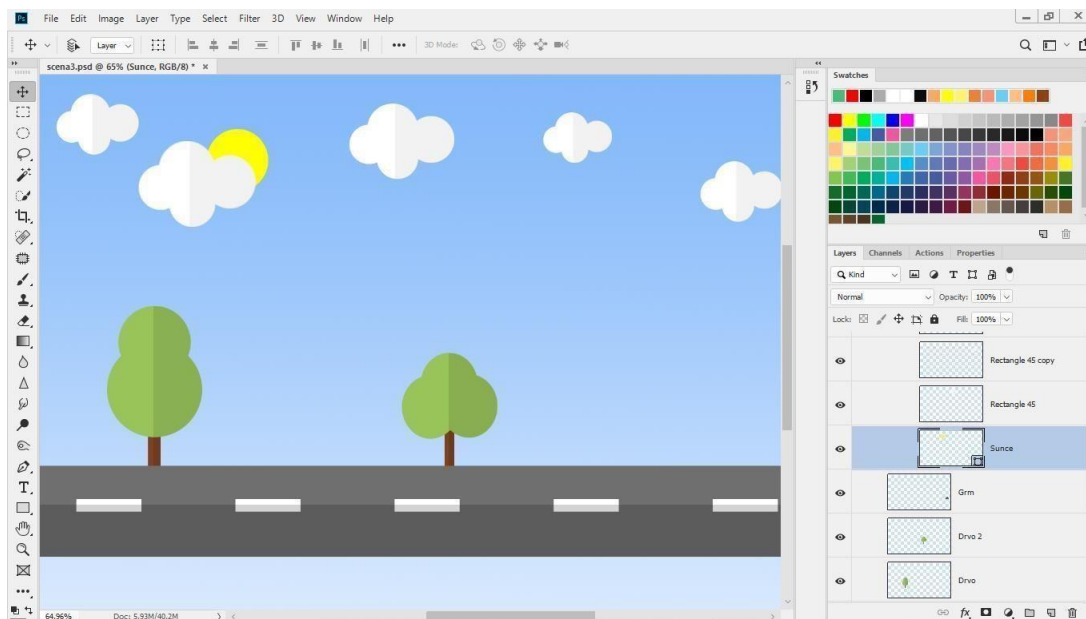 Ps File Edit Image Layer Type Select Filter 3D View Window Help
Layer 3D Mode:
scena3.psd @ 65% (Sunce, RGB/8) * ×
Swatches
Layers Channels Actions Properties
Kind
Normal Opacity: 100%
Lock: Fill: 100%
Rectangle 45 copy
Rectangle 45
Sunce
Grm
Drvo 2
Drvo
64.96% Doc: 5.93M/40.2M
fx